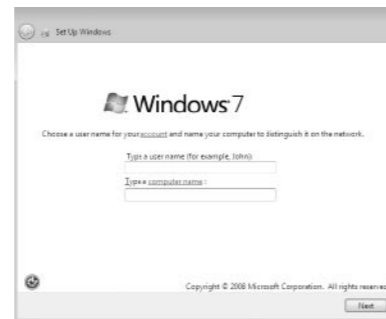 Set Up Windows
Windows 7
Choose a user name for your account and name your computer to distinguish it on the network.
Type a user name (for example, John):
Type a computer name :
Copyright © 2008 Microsoft Corporation. All rights reserved
Next